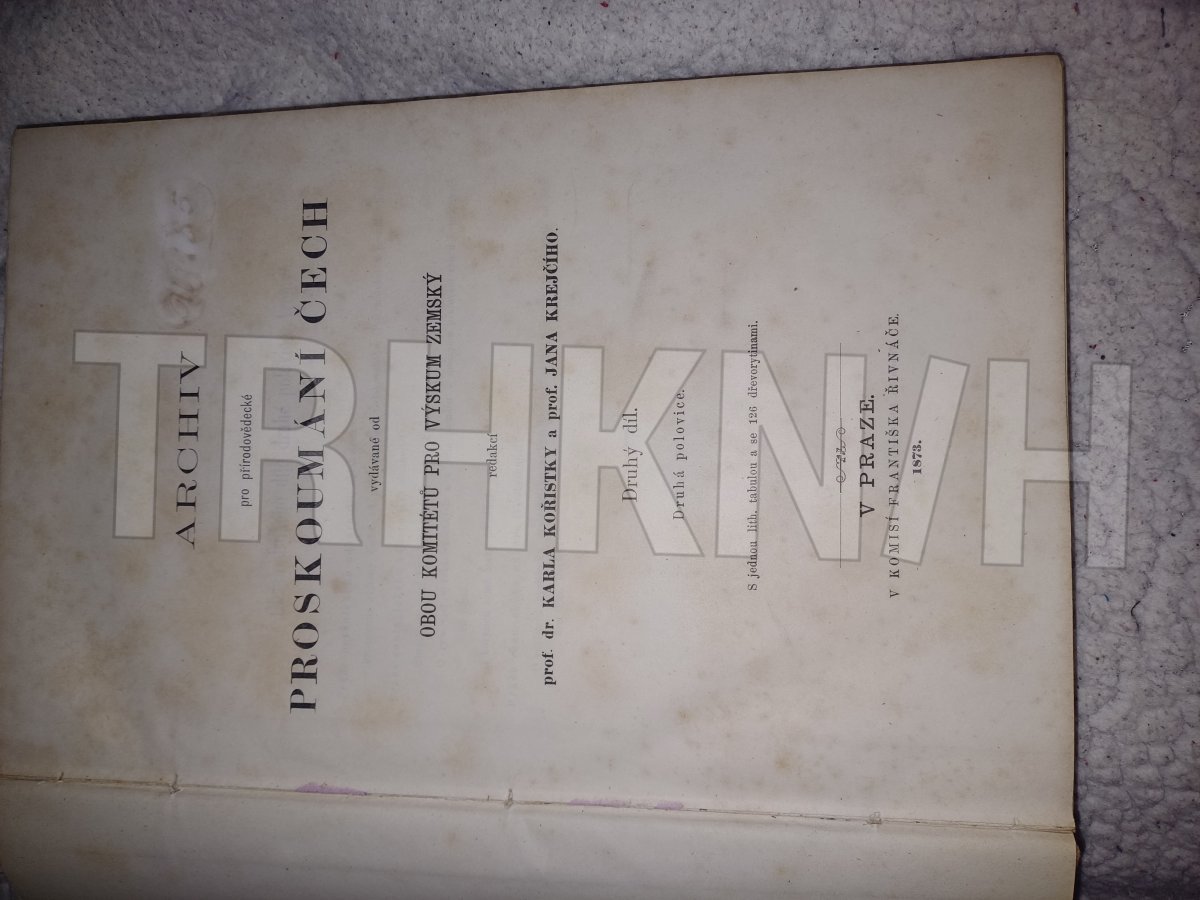 ARCHIV
pro přírodovědecké
PROSKOUMÁNÍ ČECH
vydávané od
OBOU KOMITÉTŮ PRO VÝSKUM ZEMSKÝ
redakcí
prof. dr. KARLA KOŘISTKY a prof. JANA KREJČÍHO.
Druhý díl.
Druhá polovice.
S jednou lith. tabulou a se 126 dřevorytinami.
V PRAZE.
V KOMISÍ FRANTIŠKA ŘIVNÁČE.
1873.
TRHKNIH